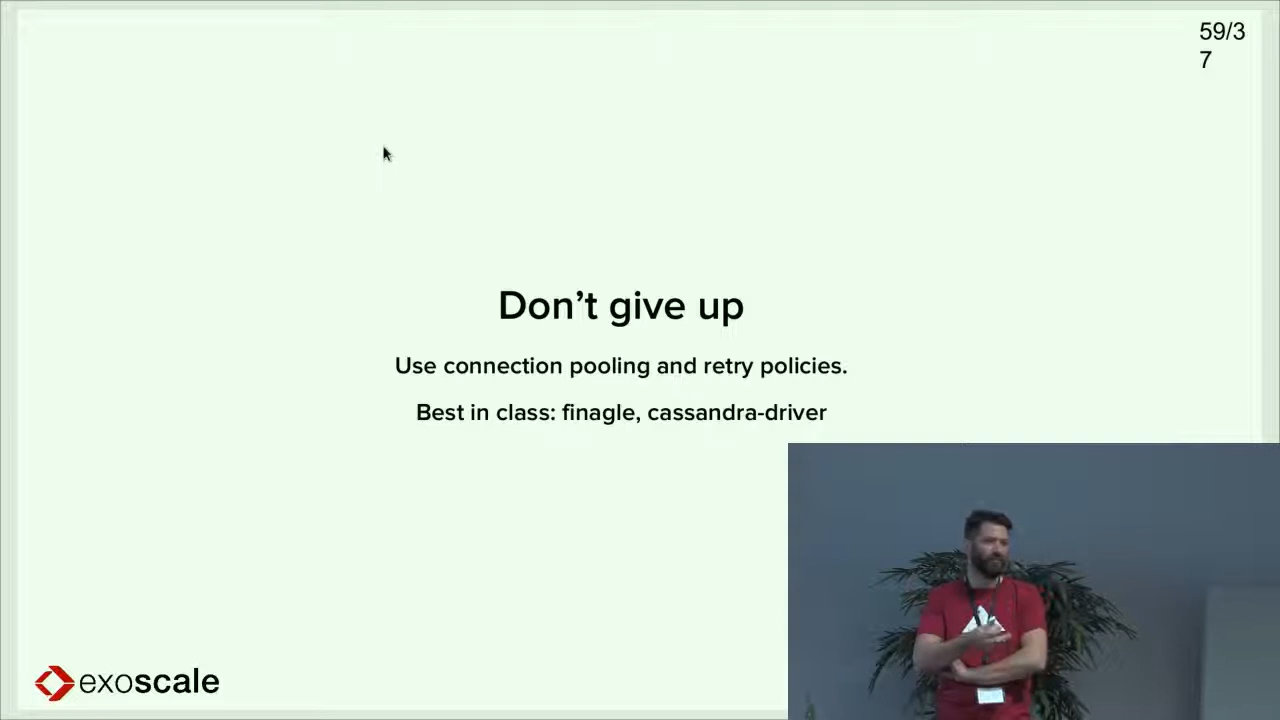 59/3
7
Don’t give up
Use connection pooling and retry policies.
Best in class: finagle, cassandra-driver
exoscale